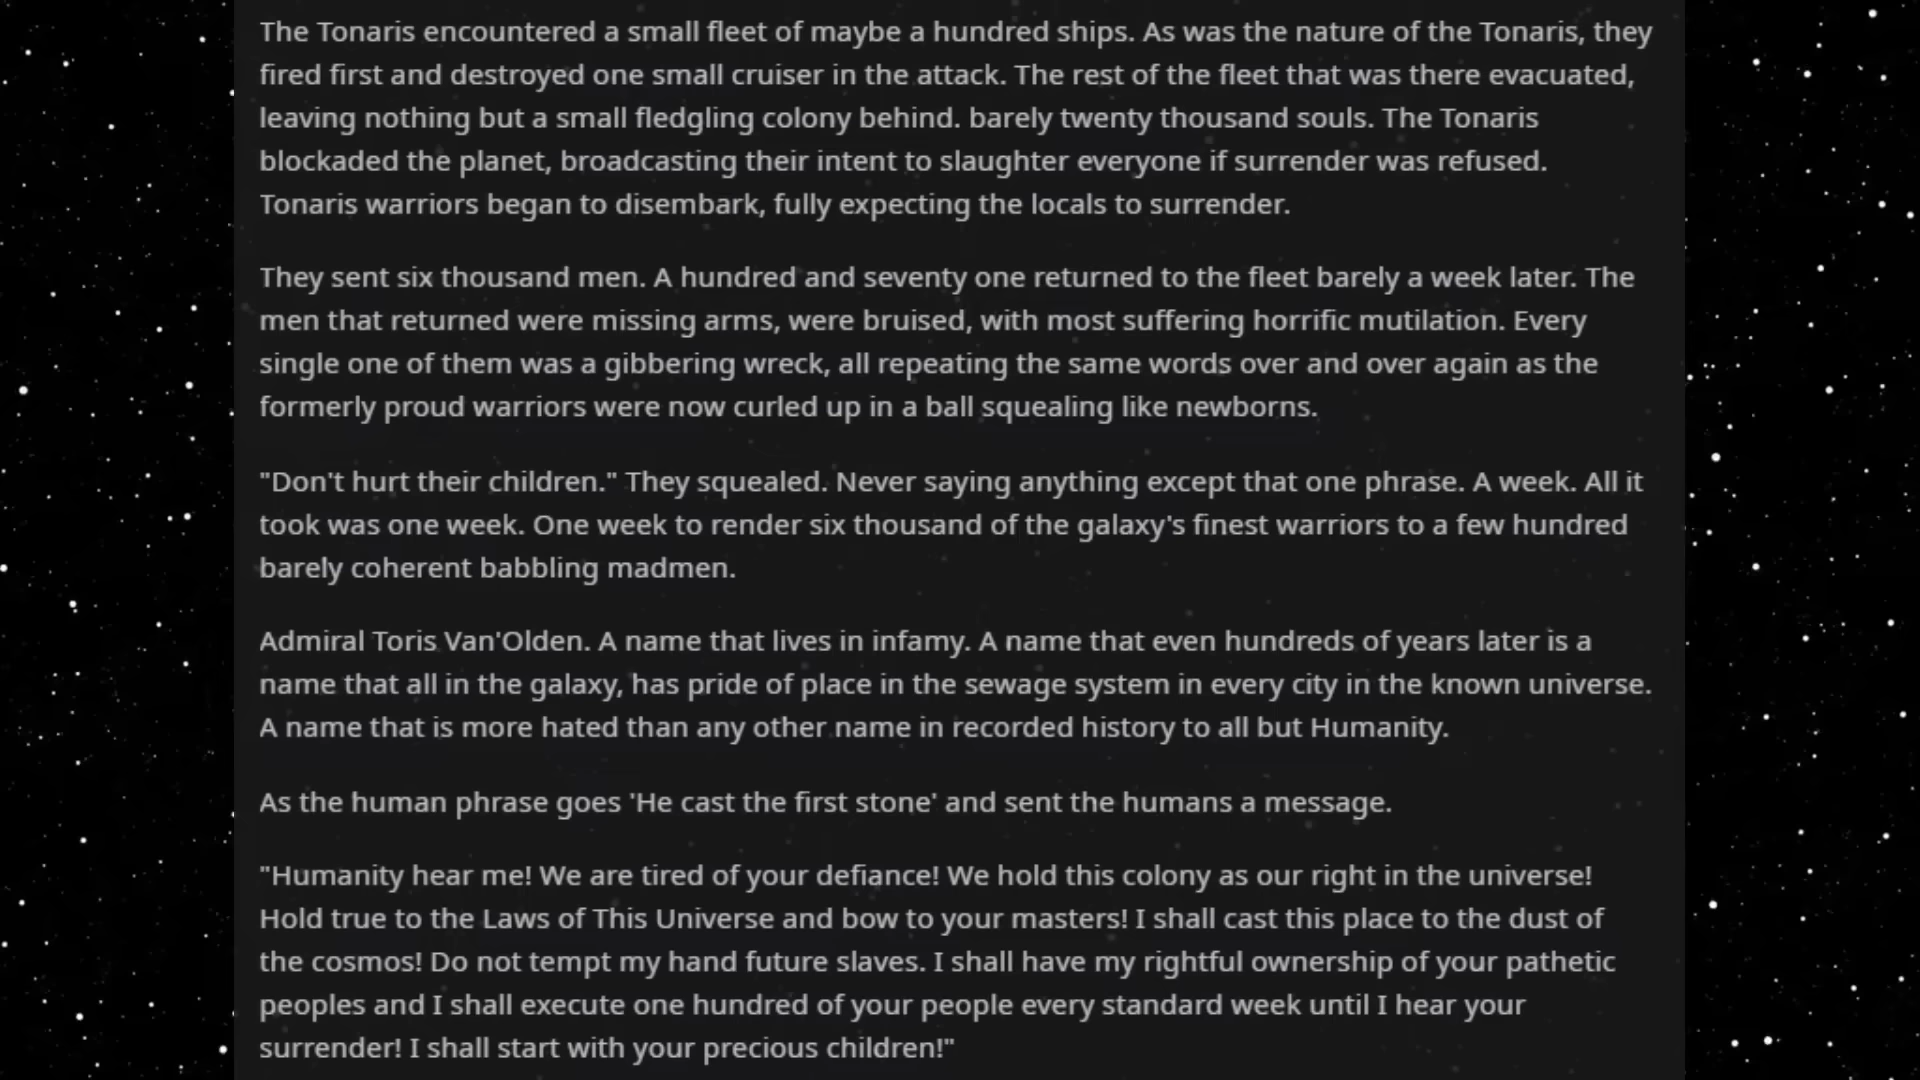 The Tonaris encountered a small fleet of maybe a hundred ships. As was the nature of the Tonaris, they
fired first and destroyed one small cruiser in the attack. The rest of the fleet that was there evacuated,
leaving nothing but a small fledgling colony behind. barely twenty thousand souls. The Tonaris
blockaded the planet, broadcasting their intent to slaughter everyone if surrender was refused.
Tonaris warriors began to disembark, fully expecting the locals to surrender.
They sent six thousand men. A hundred and seventy one returned to the fleet barely a week later. The
men that returned were missing arms, were bruised, with most suffering horrific mutilation. Every
single one of them was a gibbering wreck, all repeating the same words over and over again as the
formerly proud warriors were now curled up in a ball squealing like newborns.
"Don't hurt their children." They squealed. Never saying anything except that one phrase. A week. All it
took was one week. One week to render six thousand of the galaxy's finest warriors to a few hundred
barely coherent babbling madmen.
Admiral Toris Van'Olden. A name that lives in infamy. A name that even hundreds of years later is a
name that all in the galaxy, has pride of place in the sewage system in every city in the known universe.
A name that is more hated than any other name in recorded history to all but Humanity.
As the human phrase goes 'He cast the first stone' and sent the humans a message.
"Humanity hear me! We are tired of your defiance! We hold this colony as our right in the universe!
Hold true to the Laws of This Universe and bow to your masters! I shall cast this place to the dust of
the cosmos! Do not tempt my hand future slaves. I shall have my rightful ownership of your pathetic
peoples and I shall execute one hundred of your people every standard week until I hear your
surrender! I shall start with your precious children!"